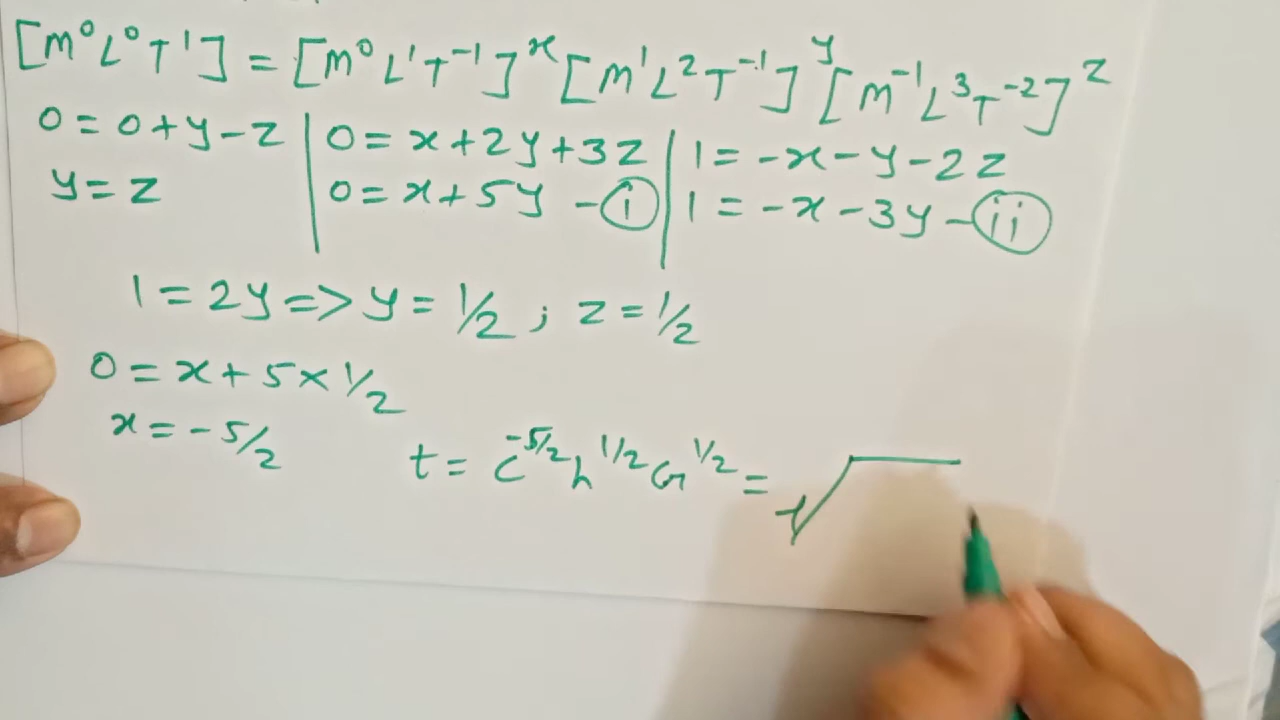 [M⁰L⁰T¹] = [M⁰L¹T⁻¹]ˣ [M¹L²T⁻¹]ʸ [M⁻¹L³T⁻²]ᶻ
0 = 0 + y - z | 0 = x + 2y + 3z | 1 = -x - y - 2z
y = z | 0 = x + 5y - (i) | 1 = -x - 3y - (ii)
1 = 2y => y = 1/2 ; z = 1/2
0 = x + 5 × 1/2
x = -5/2
t = c^-5/2 h^1/2 G^1/2 = √